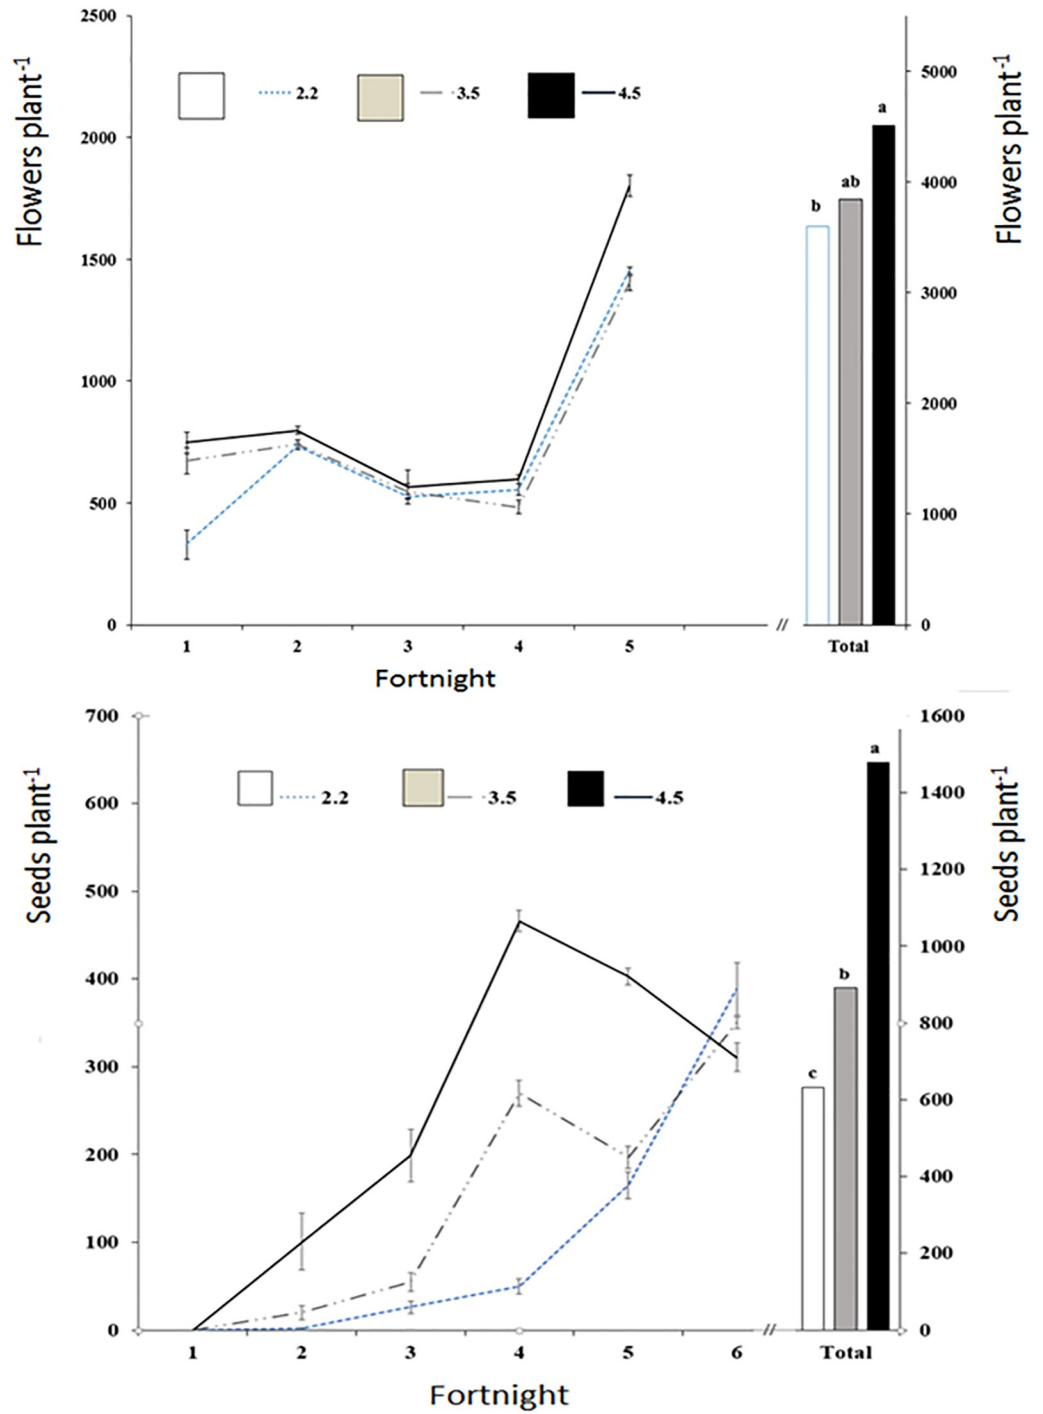 2500
2000
1500
1000
500
0
Flowers plant-1
2.2
3.5
4.5
b
ab
a
5000
4000
3000
2000
1000
0
Flowers plant-1
1 2 3 4 5 // Total
Fortnight
700
600
500
400
300
200
100
0
Seeds plant-1
2.2
3.5
4.5
c
b
a
1600
1400
1200
1000
800
600
400
200
0
Seeds plant-1
1 2 3 4 5 6 // Total
Fortnight